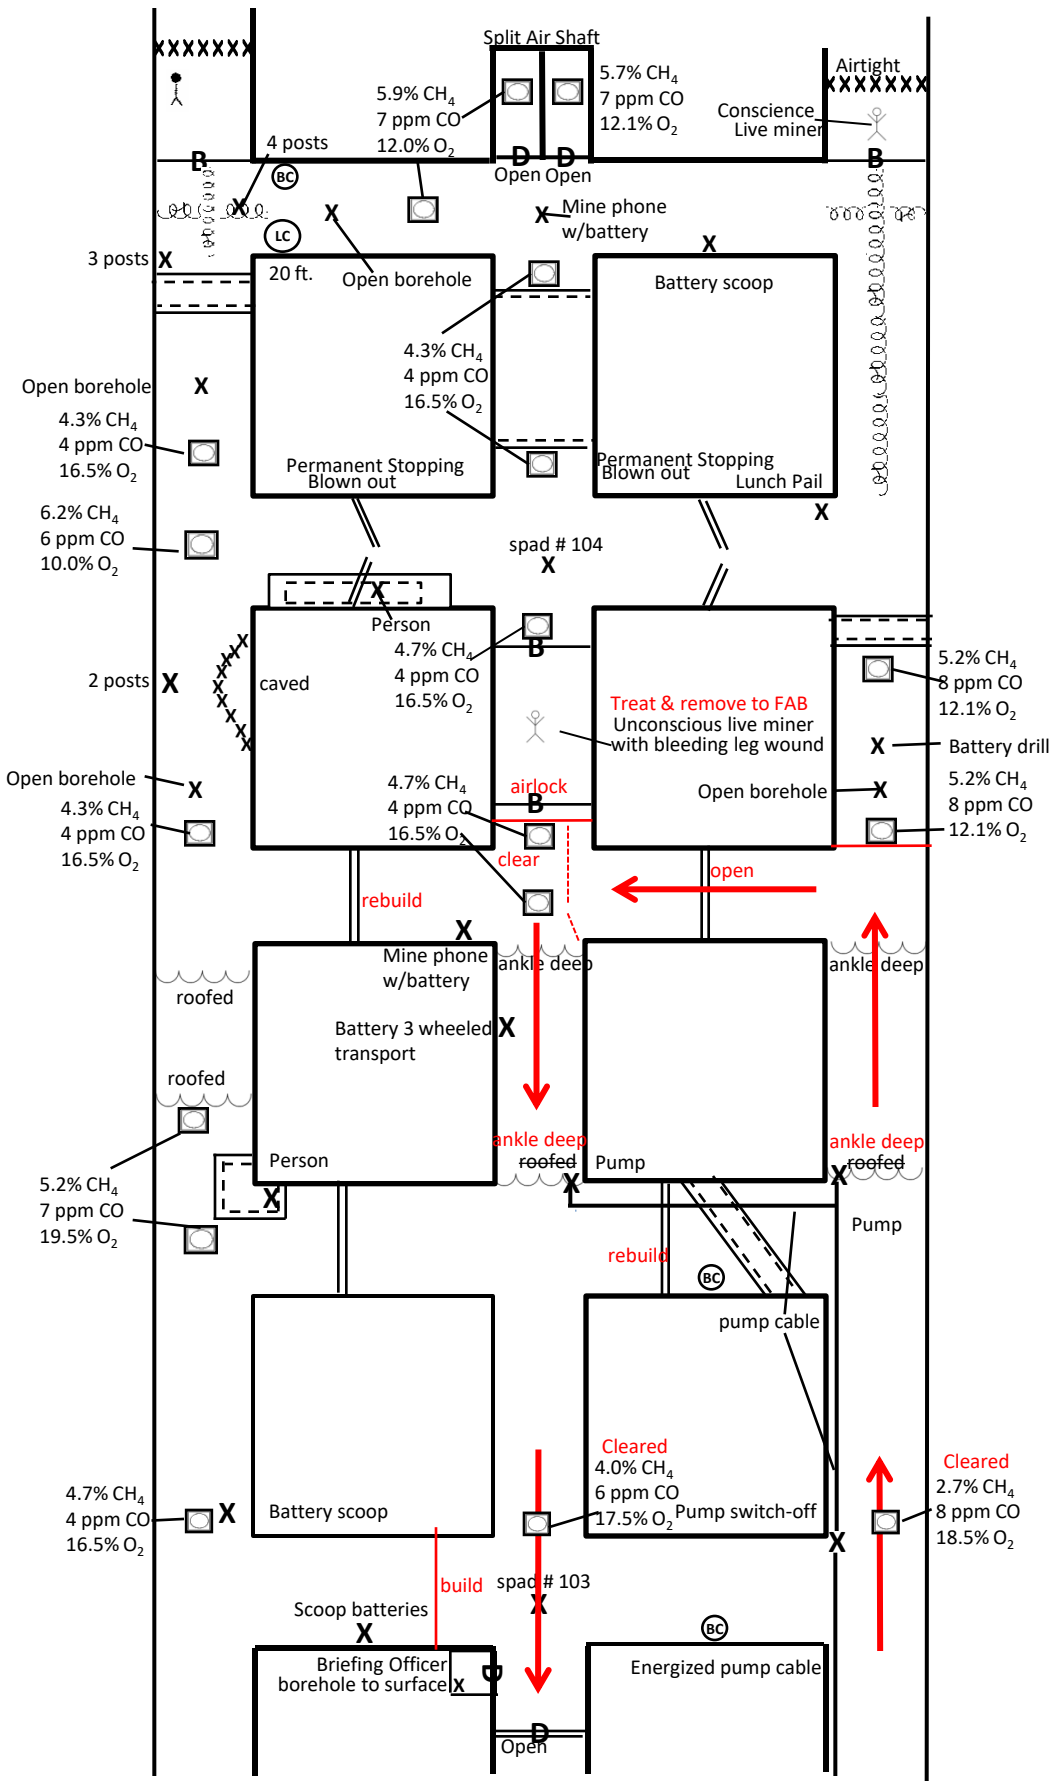 Split Air Shaft
5.9% CH4
7 ppm CO
12.0% O2
5.7% CH4
7 ppm CO
12.1% O2
Airtight
Conscience
Live miner
4 posts
B
D
D
B
Open
Open
BC
X
X
X
Mine phone
w/battery
LC
3 posts
X
20 ft.
Open borehole
X
Battery scoop
4.3% CH4
4 ppm CO
16.5% O2
Open borehole
X
4.3% CH4
4 ppm CO
16.5% O2
Permanent Stopping
Blown out
Permanent Stopping
Blown out
Lunch Pail
X
6.2% CH4
6 ppm CO
10.0% O2
spad # 104
X
X
Person
4.7% CH4
4 ppm CO
16.5% O2
B
5.2% CH4
8 ppm CO
12.1% O2
2 posts
X
caved
Treat & remove to FAB
Unconscious live miner
with bleeding leg wound
X
Battery drill
Open borehole
X
4.3% CH4
4 ppm CO
16.5% O2
4.7% CH4
4 ppm CO
16.5% O2
airlock
B
clear
Open borehole
X
5.2% CH4
8 ppm CO
12.1% O2
open
rebuild
X
Mine phone
w/battery
ankle deep
ankle deep
roofed
Battery 3 wheeled
transport
X
roofed
ankle deep
roofed
X
ankle deep
roofed
X
Person
X
Pump
5.2% CH4
7 ppm CO
19.5% O2
Pump
rebuild
BC
pump cable
Cleared
4.0% CH4
6 ppm CO
17.5% O2
Cleared
2.7% CH4
8 ppm CO
18.5% O2
4.7% CH4
4 ppm CO
16.5% O2
X
Battery scoop
Pump switch-off
X
build
spad # 103
X
Scoop batteries
X
BC
Briefing Officer
borehole to surface
X
D
Energized pump cable
D
Open